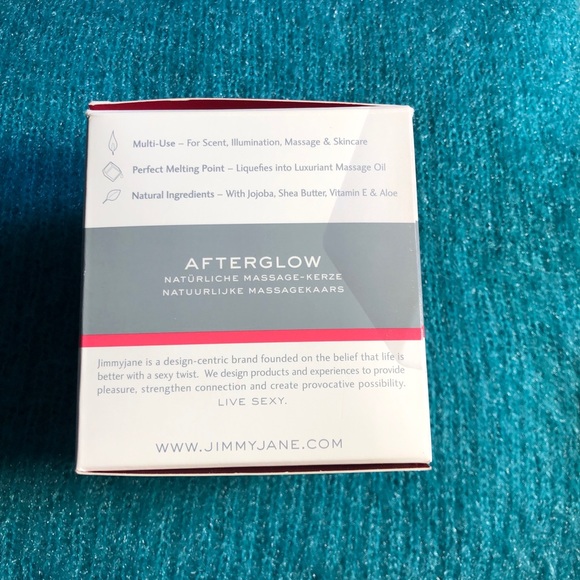 Multi-Use – For Scent, Illumination, Massage & Skincare
Perfect Melting Point – Liquefies into Luxuriant Massage Oil
Natural Ingredients – With Jojoba, Shea Butter, Vitamin E & Aloe
AFTERGLOW
NATÜRLICHE MASSAGE-KERZE
NATUURLIJKE MASSAGEKAARS
Jimmyjane is a design-centric brand founded on the belief that life is
better with a sexy twist. We design products and experiences to provide
pleasure, strengthen connection and create provocative possibility.
LIVE SEXY.
WWW.JIMMYJANE.COM